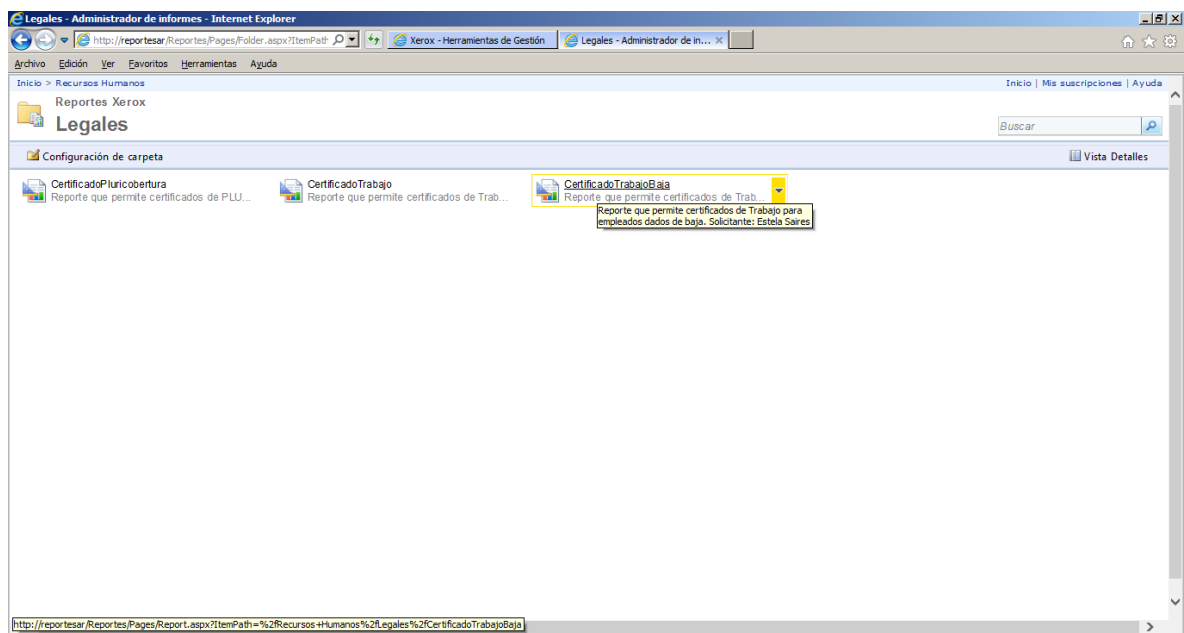 Legales - Administrador de informes - Internet Explorer
http://reportesar/Reportes/Pages/Folder.aspx?ItemPath
Xerox - Herramientas de Gestión
Legales - Administrador de in...
Archivo Edición Ver Favoritos Herramientas Ayuda
Inicio > Recursos Humanos
Inicio | Mis suscripciones | Ayuda
Reportes Xerox
Legales
Buscar
Configuración de carpeta
Vista Detalles
CertificadoPluricobertura
Reporte que permite certificados de PLU...
CertificadoTrabajo
Reporte que permite certificados de Trab...
CertificadoTrabajoBaja
Reporte que permite certificados de Trab...
Reporte que permite certificados de Trabajo para
empleados dados de baja. Solicitante: Estela Saires
http://reportesar/Reportes/Pages/Report.aspx?ItemPath=%2fRecursos+Humanos%2fLegales%2fCertificadoTrabajoBaja